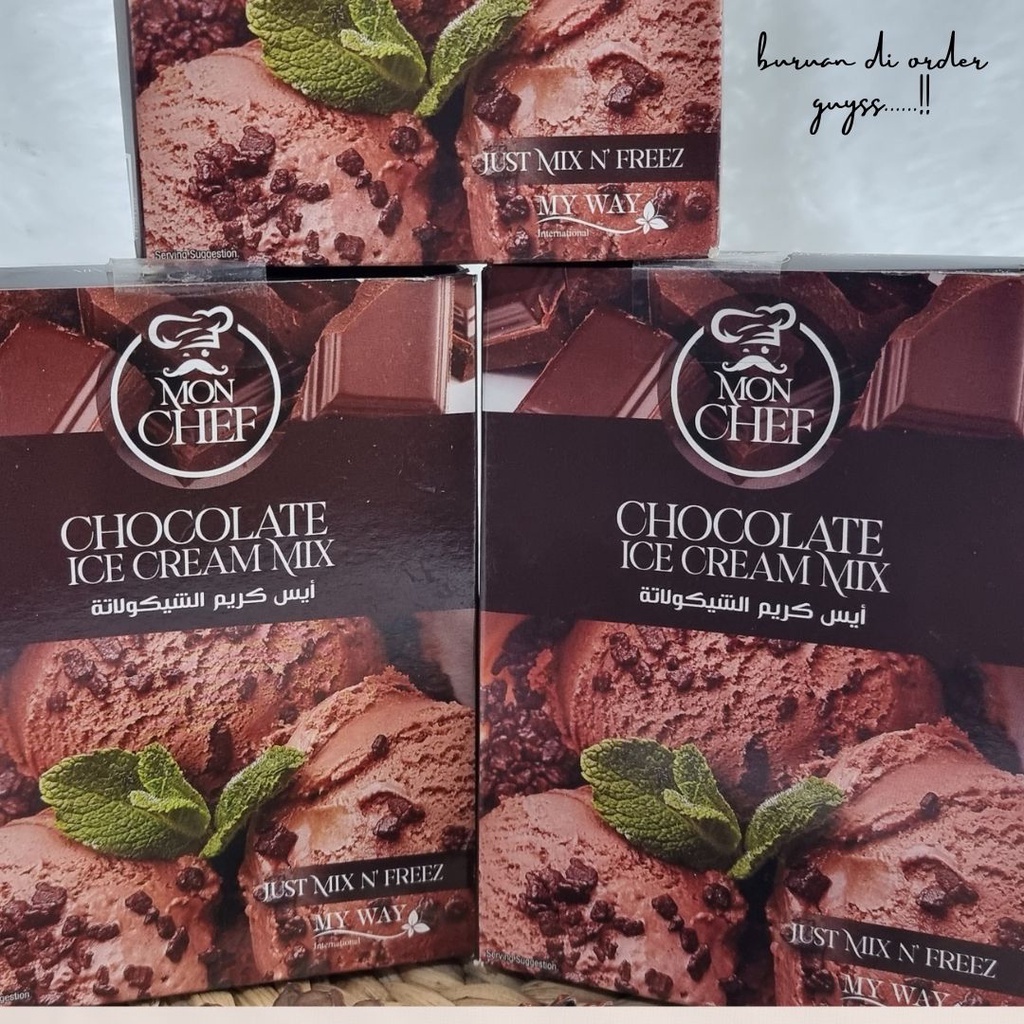 buruan di order
guyss......!!
JUST MIX N' FREEZ
MY WAY
International
Serving Suggestion
MON
CHEF
CHOCOLATE
ICE CREAM MIX
أيس كريم الشيكولاتة
JUST MIX N' FREEZ
MY WAY
International
gestion
MON
CHEF
CHOCOLATE
ICE CREAM MIX
أيس كريم الشيكولاتة
JUST MIX N' FREEZ
MY WAY
Serving Suggestion